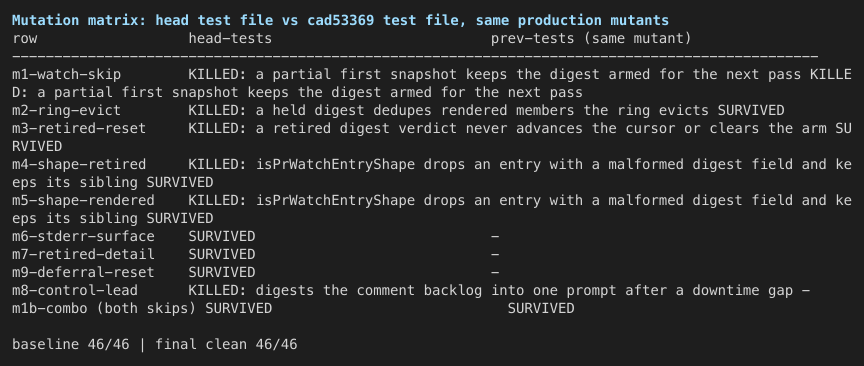 Mutation matrix: head test file vs cad53369 test file, same production mutants
row                  head-tests                          prev-tests (same mutant)
--------------------------------------------------------------------------------------------------
m1-watch-skip        KILLED: a partial first snapshot keeps the digest armed for the next pass KILLE
D: a partial first snapshot keeps the digest armed for the next pass
m2-ring-evict        KILLED: a held digest dedupes rendered members the ring evicts SURVIVED
m3-retired-reset     KILLED: a retired digest verdict never advances the cursor or clears the arm SU
RVIVED
m4-shape-retired     KILLED: isPrWatchEntryShape drops an entry with a malformed digest field and ke
eps its sibling SURVIVED
m5-shape-rendered    KILLED: isPrWatchEntryShape drops an entry with a malformed digest field and ke
eps its sibling SURVIVED
m6-stderr-surface    SURVIVED                            -
m7-retired-detail    SURVIVED                            -
m9-deferral-reset    SURVIVED                            -
m8-control-lead      KILLED: digests the comment backlog into one prompt after a downtime gap -
m1b-combo (both skips) SURVIVED                            SURVIVED

baseline 46/46 | final clean 46/46